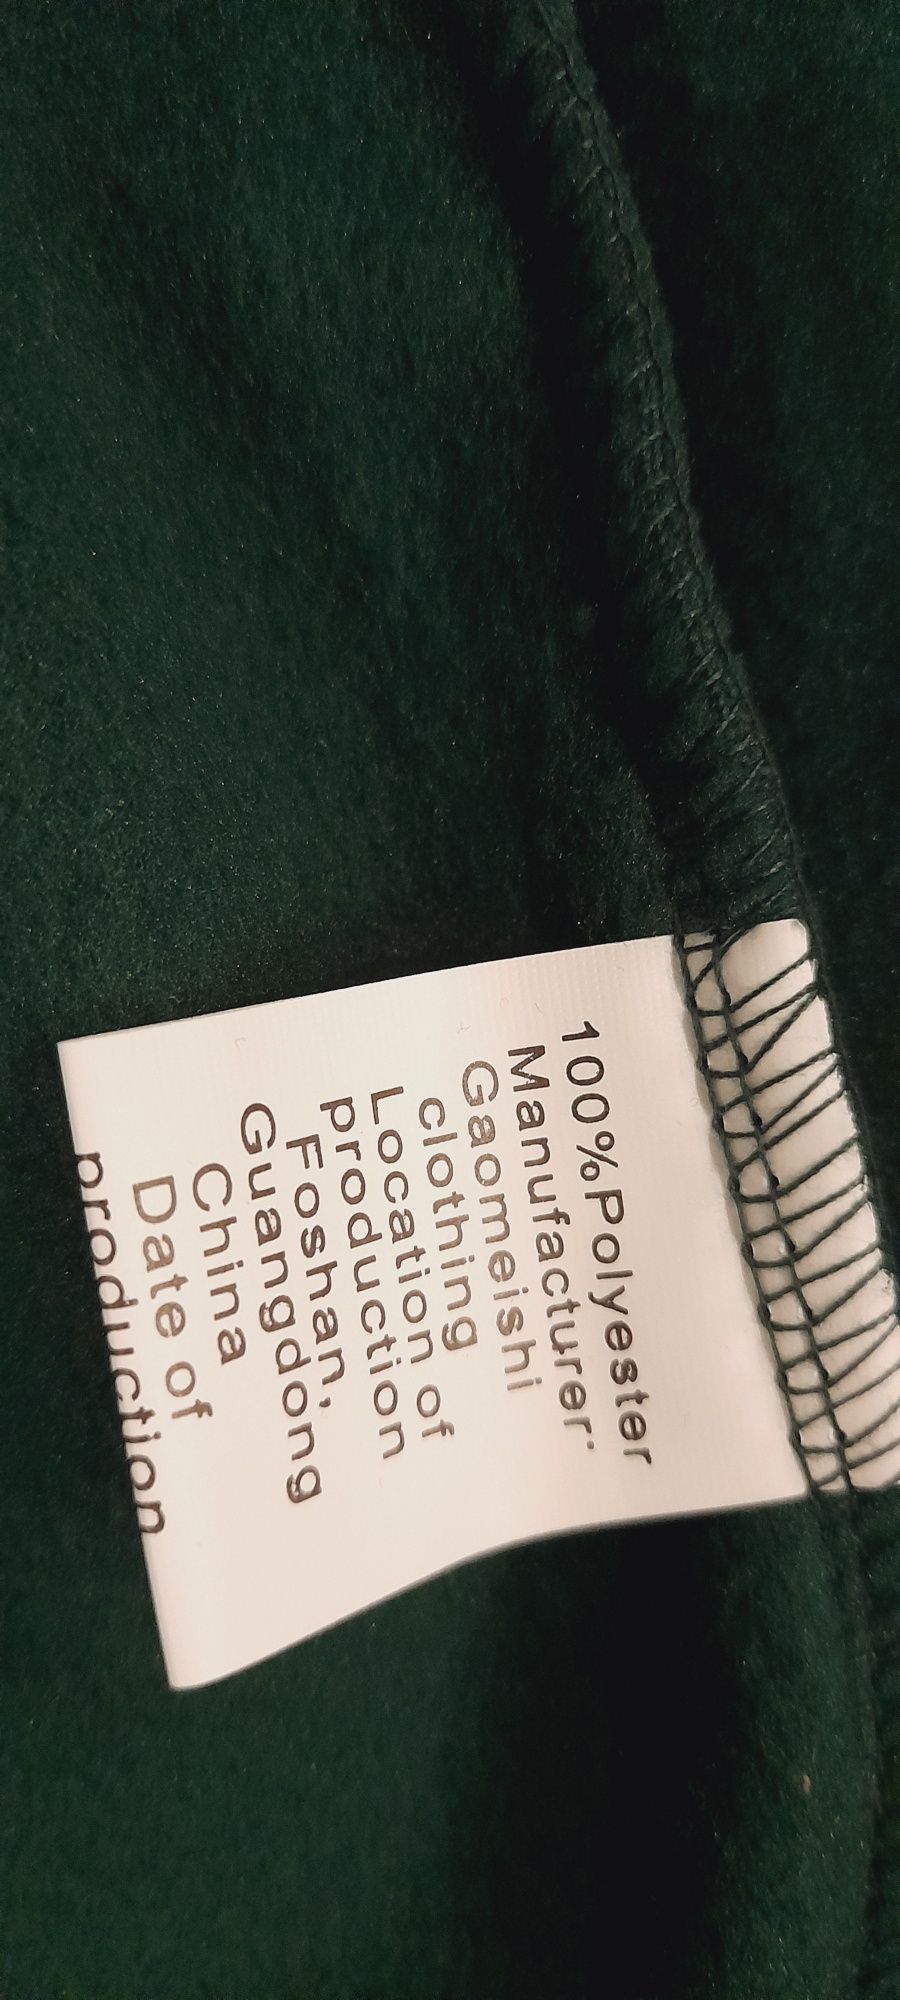 100%Polyester
Manufacturer:
Gaomeishi
clothing
Location of
production
Foshan,
Guangdong
China
Date of
production